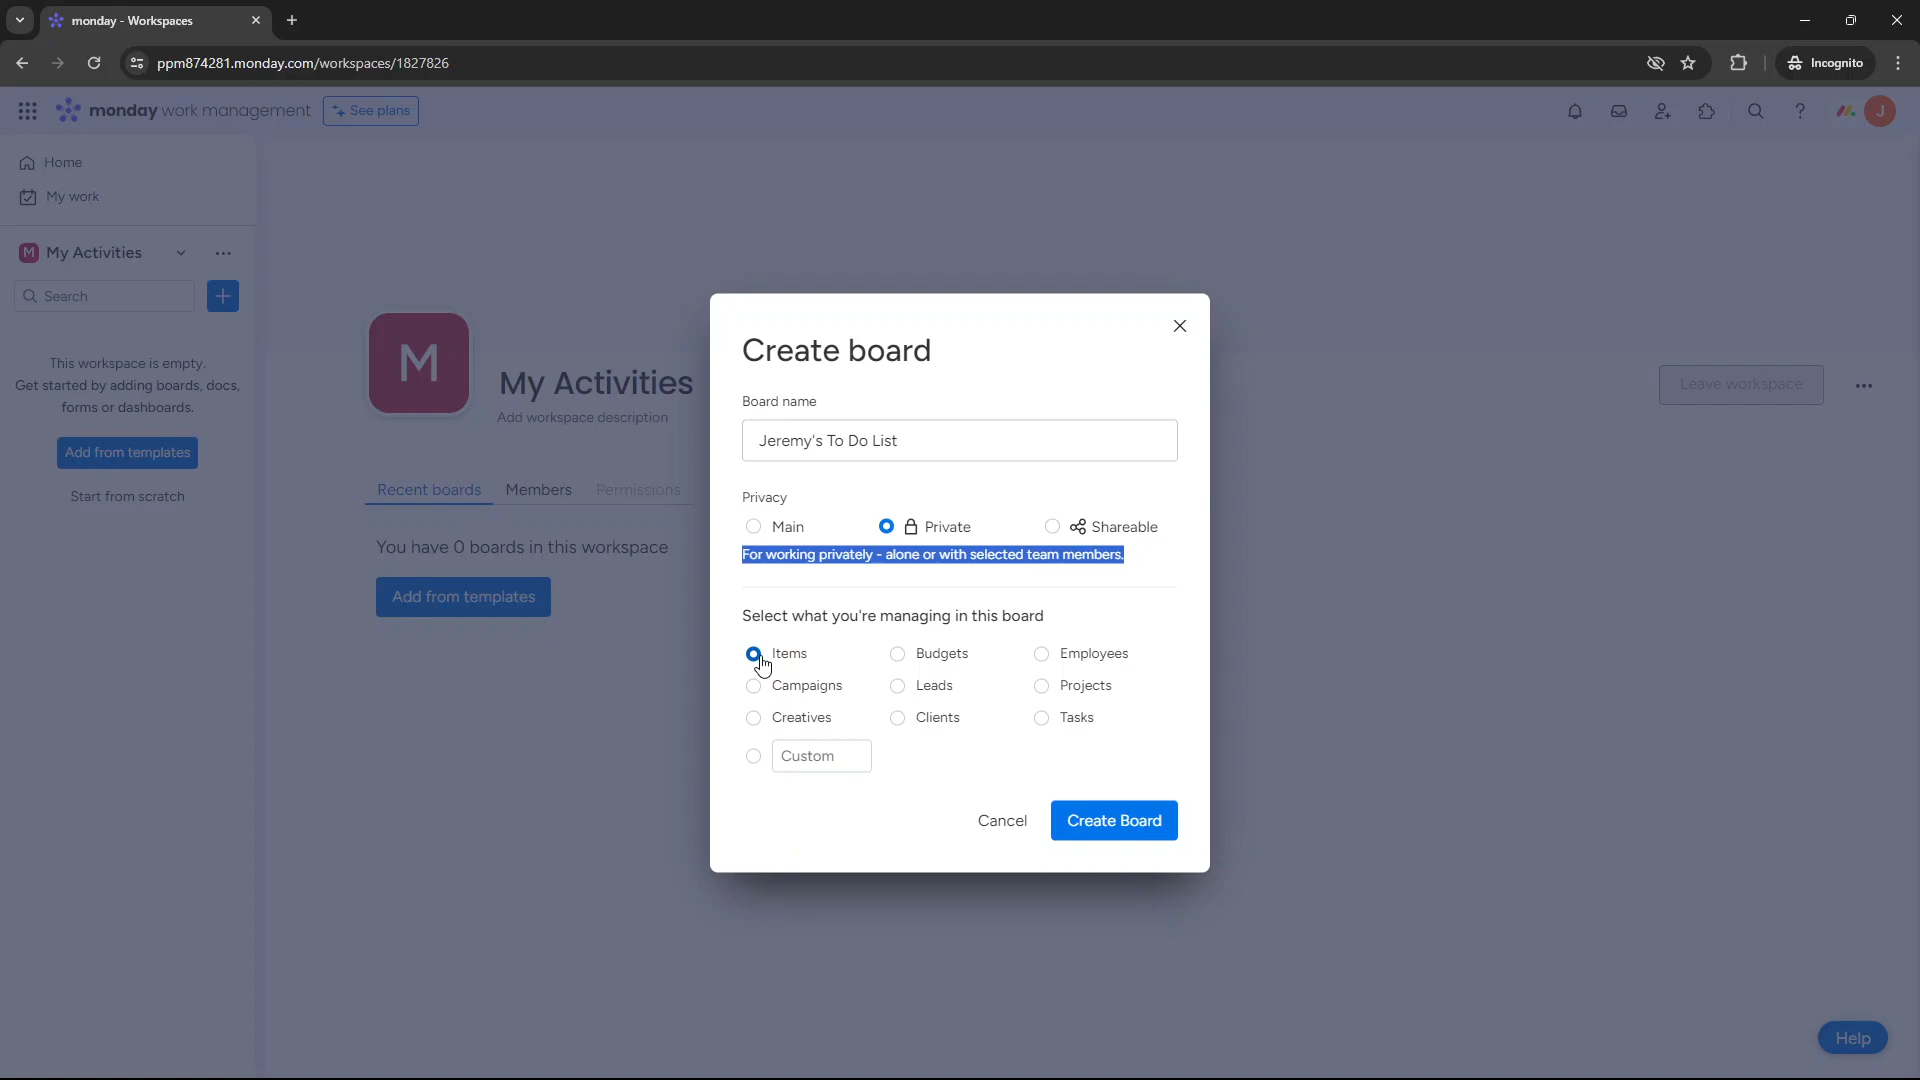 monday - Workspaces
ppm874281.monday.com/workspaces/1827826
Incognito
monday work management
See plans
J
Home
My work
M My Activities
Search
This workspace is empty.
Get started by adding boards, docs,
forms or dashboards.
Add from templates
Start from scratch
M
My Activities
Add workspace description
Leave workspace
Recent boards Members Permissions
You have 0 boards in this workspace
Add from templates
Create board
Board name
Jeremy's To Do List
Privacy
Main Private Shareable
For working privately - alone or with selected team members.
Select what you're managing in this board
Items Budgets Employees
Campaigns Leads Projects
Creatives Clients Tasks
Custom
Cancel Create Board
Help